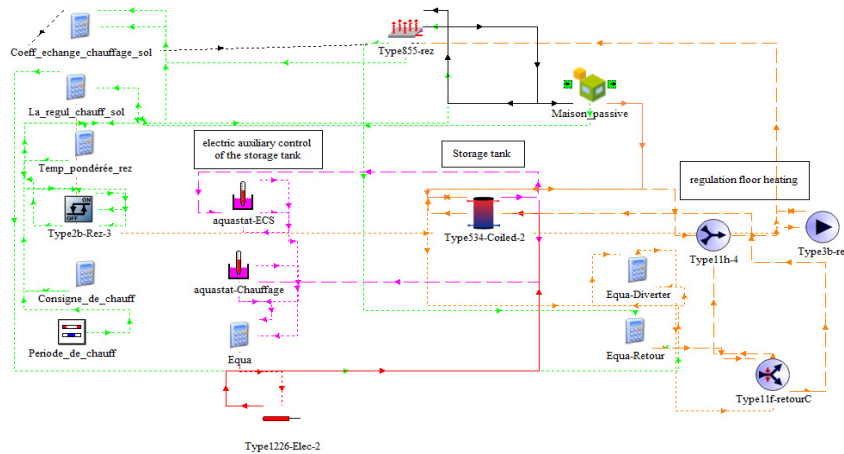 Coeff_echange_chauffage_sol
Type855-rez
La_regul_chauff_sol
Maison_passive
electric auxiliary control
of the storage tank
Storage tank
Temp_pondérée_rez
regulation floor heating
ON
OFF
Type2b-Rez-3
aquastat-ECS
Type534-Coiled-2
Type11h-4
Type3b-re
Consigne_de_chauff
aquastat-Chauffage
Equa-Diverter
Periode_de_chauff
Equa
Equa-Retour
Type11f-retourC
Type1226-Elec-2